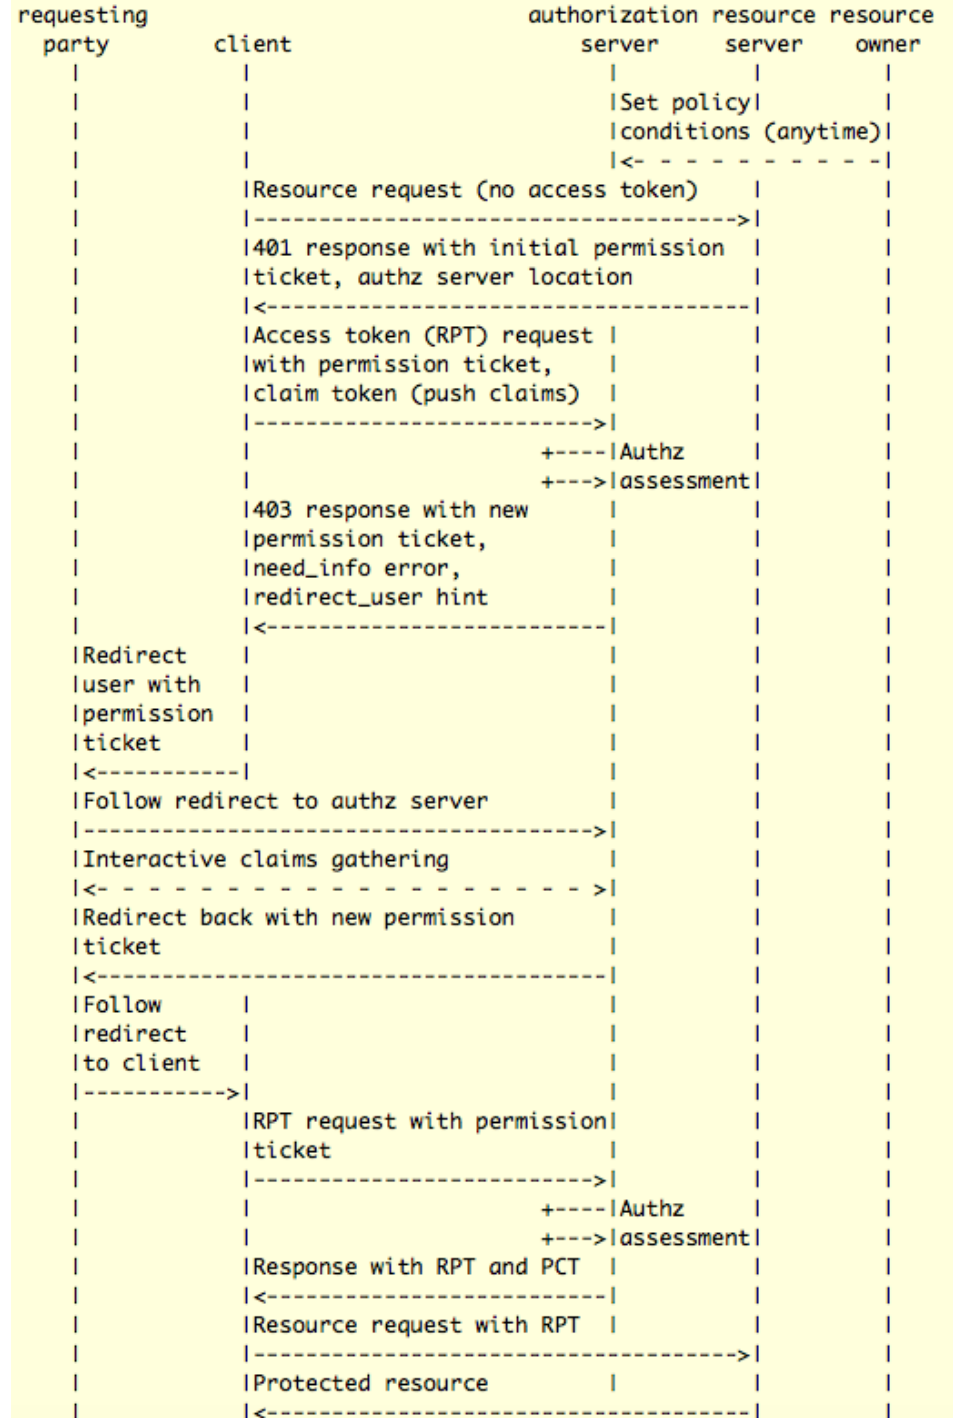 requesting                             authorization resource resource
  party        client                      server     server    owner
    |            |                            |          |         |
    |            |                            |Set policy|         |
    |            |                            |conditions (anytime)|
    |            |                            |<- - - - - - - - - -|
    |            |Resource request (no access token)     |         |
    |            |-------------------------------------->|         |
    |            |401 response with initial permission   |         |
    |            |ticket, authz server location          |         |
    |            |<--------------------------------------|         |
    |            |Access token (RPT) request  |          |         |
    |            |with permission ticket,     |          |         |
    |            |claim token (push claims)   |          |         |
    |            |--------------------------->|          |         |
    |            |                       +----|Authz     |         |
    |            |                       +--->|assessment|         |
    |            |403 response with new       |          |         |
    |            |permission ticket,          |          |         |
    |            |need_info error,            |          |         |
    |            |redirect_user hint          |          |         |
    |            |<---------------------------|          |         |
    |Redirect    |                            |          |         |
    |user with   |                            |          |         |
    |permission  |                            |          |         |
    |ticket      |                            |          |         |
    |<-----------|                            |          |         |
    |Follow redirect to authz server          |          |         |
    |---------------------------------------->|          |         |
    |Interactive claims gathering             |          |         |
    |<- - - - - - - - - - - - - - - - - - - ->|          |         |
    |Redirect back with new permission        |          |         |
    |ticket                                   |          |         |
    |<----------------------------------------|          |         |
    |Follow      |                            |          |         |
    |redirect    |                            |          |         |
    |to client   |                            |          |         |
    |----------->|                            |          |         |
    |            |RPT request with permission|          |         |
    |            |ticket                      |          |         |
    |            |--------------------------->|          |         |
    |            |                       +----|Authz     |         |
    |            |                       +--->|assessment|         |
    |            |Response with RPT and PCT   |          |         |
    |            |<---------------------------|          |         |
    |            |Resource request with RPT   |          |         |
    |            |-------------------------------------->|         |
    |            |Protected resource          |          |         |
    |            |<--------------------------------------|         |